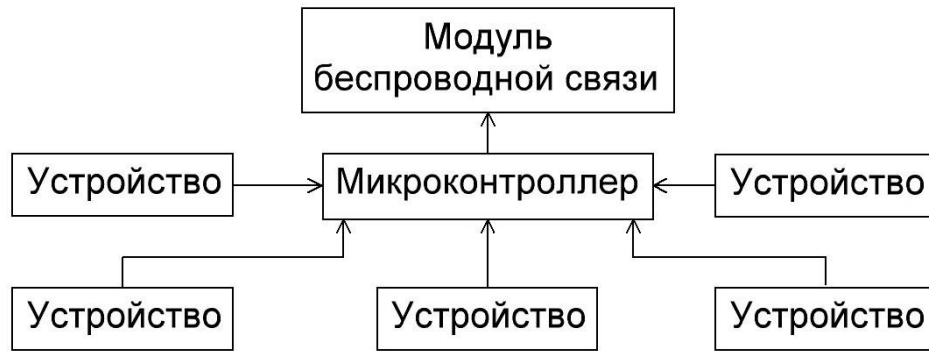 Модуль
беспроводной связи
Устройство
Микроконтроллер
Устройство
Устройство
Устройство
Устройство